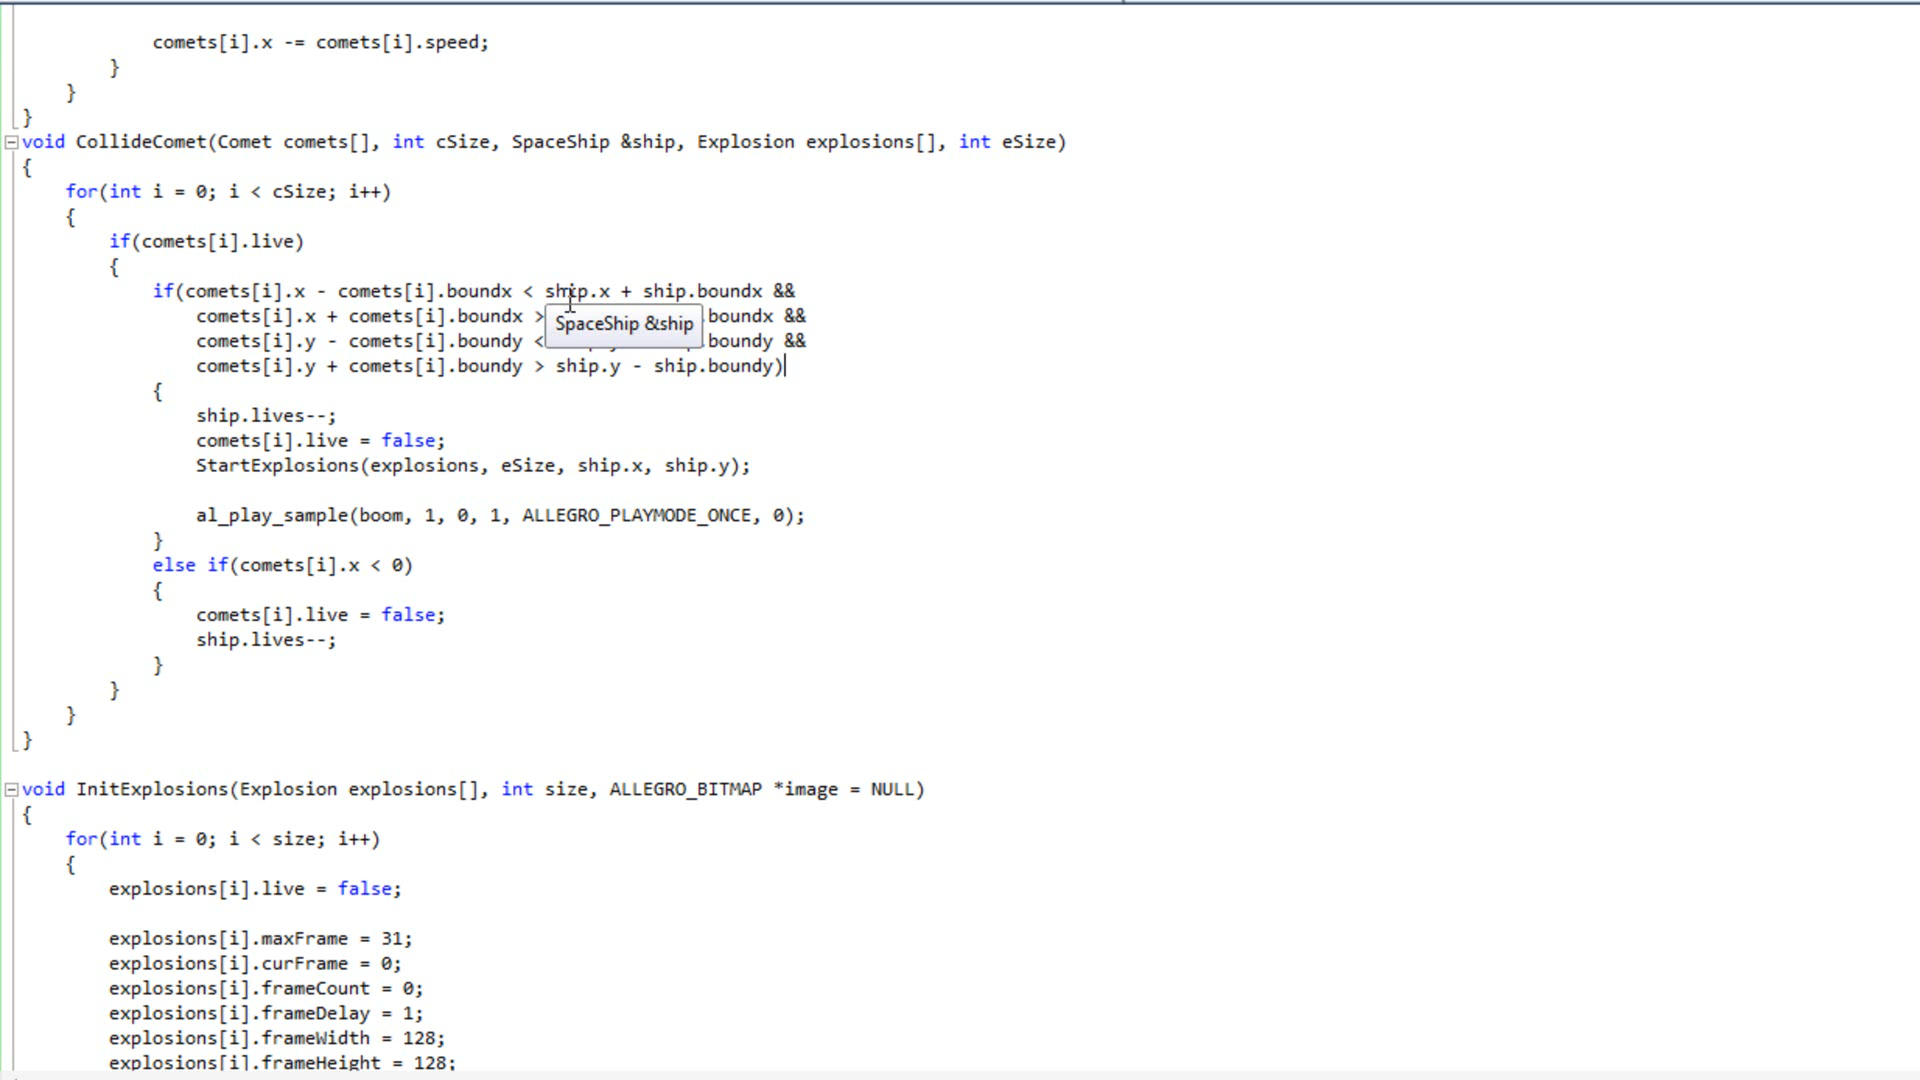 comets[i].x -= comets[i].speed;
        }
    }
}
void CollideComet(Comet comets[], int cSize, SpaceShip &ship, Explosion explosions[], int eSize)
{
    for(int i = 0; i < cSize; i++)
    {
        if(comets[i].live)
        {
            if(comets[i].x - comets[i].boundx < ship.x + ship.boundx &&
                comets[i].x + comets[i].boundx > .boundx &&
SpaceShip &ship
                comets[i].y - comets[i].boundy < .boundy &&
                comets[i].y + comets[i].boundy > ship.y - ship.boundy)
            {
                ship.lives--;
                comets[i].live = false;
                StartExplosions(explosions, eSize, ship.x, ship.y);

                al_play_sample(boom, 1, 0, 1, ALLEGRO_PLAYMODE_ONCE, 0);
            }
            else if(comets[i].x < 0)
            {
                comets[i].live = false;
                ship.lives--;
            }
        }
    }
}

void InitExplosions(Explosion explosions[], int size, ALLEGRO_BITMAP *image = NULL)
{
    for(int i = 0; i < size; i++)
    {
        explosions[i].live = false;

        explosions[i].maxFrame = 31;
        explosions[i].curFrame = 0;
        explosions[i].frameCount = 0;
        explosions[i].frameDelay = 1;
        explosions[i].frameWidth = 128;
        explosions[i].frameHeight = 128;